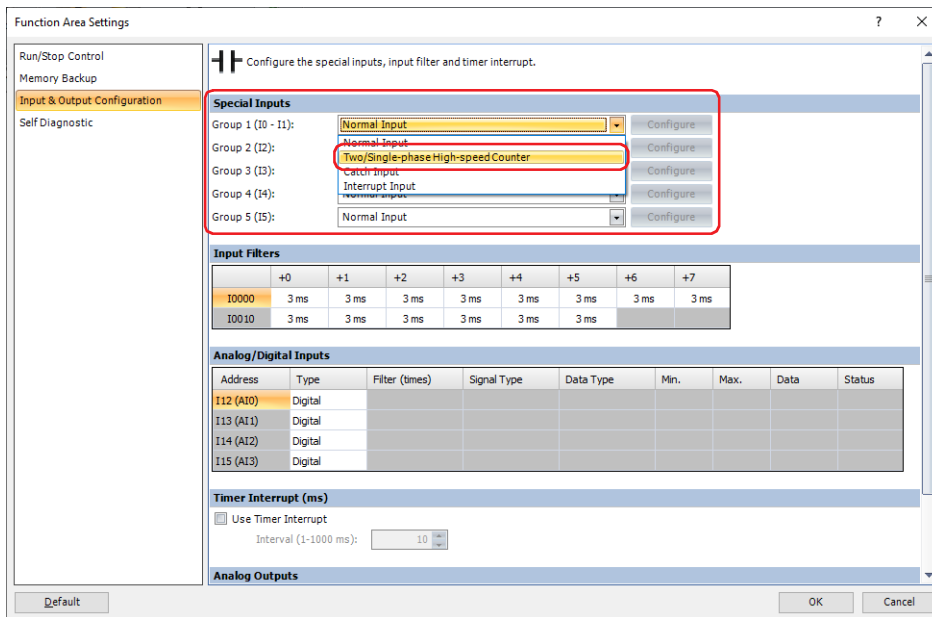 Function Area Settings ?
Run/Stop Control
Memory Backup
Input & Output Configuration
Self Diagnostic
Configure the special inputs, input filter and timer interrupt.
Special Inputs
Group 1 (I0 - I1): Normal Input Configure
Normal Input
Group 2 (I2): Configure
Two/Single-phase High-speed Counter
Group 3 (I3): Catch Input Configure
Interrupt Input
Group 4 (I4): Normal Input Configure
Group 5 (I5): Normal Input Configure
Input Filters
+0 +1 +2 +3 +4 +5 +6 +7
I0000 3 ms 3 ms 3 ms 3 ms 3 ms 3 ms 3 ms 3 ms
I0010 3 ms 3 ms 3 ms 3 ms 3 ms 3 ms
Analog/Digital Inputs
Address Type Filter (times) Signal Type Data Type Min. Max. Data Status
I12 (AI0) Digital
I13 (AI1) Digital
I14 (AI2) Digital
I15 (AI3) Digital
Timer Interrupt (ms)
Use Timer Interrupt
Interval (1-1000 ms): 10
Analog Outputs
Default OK Cancel